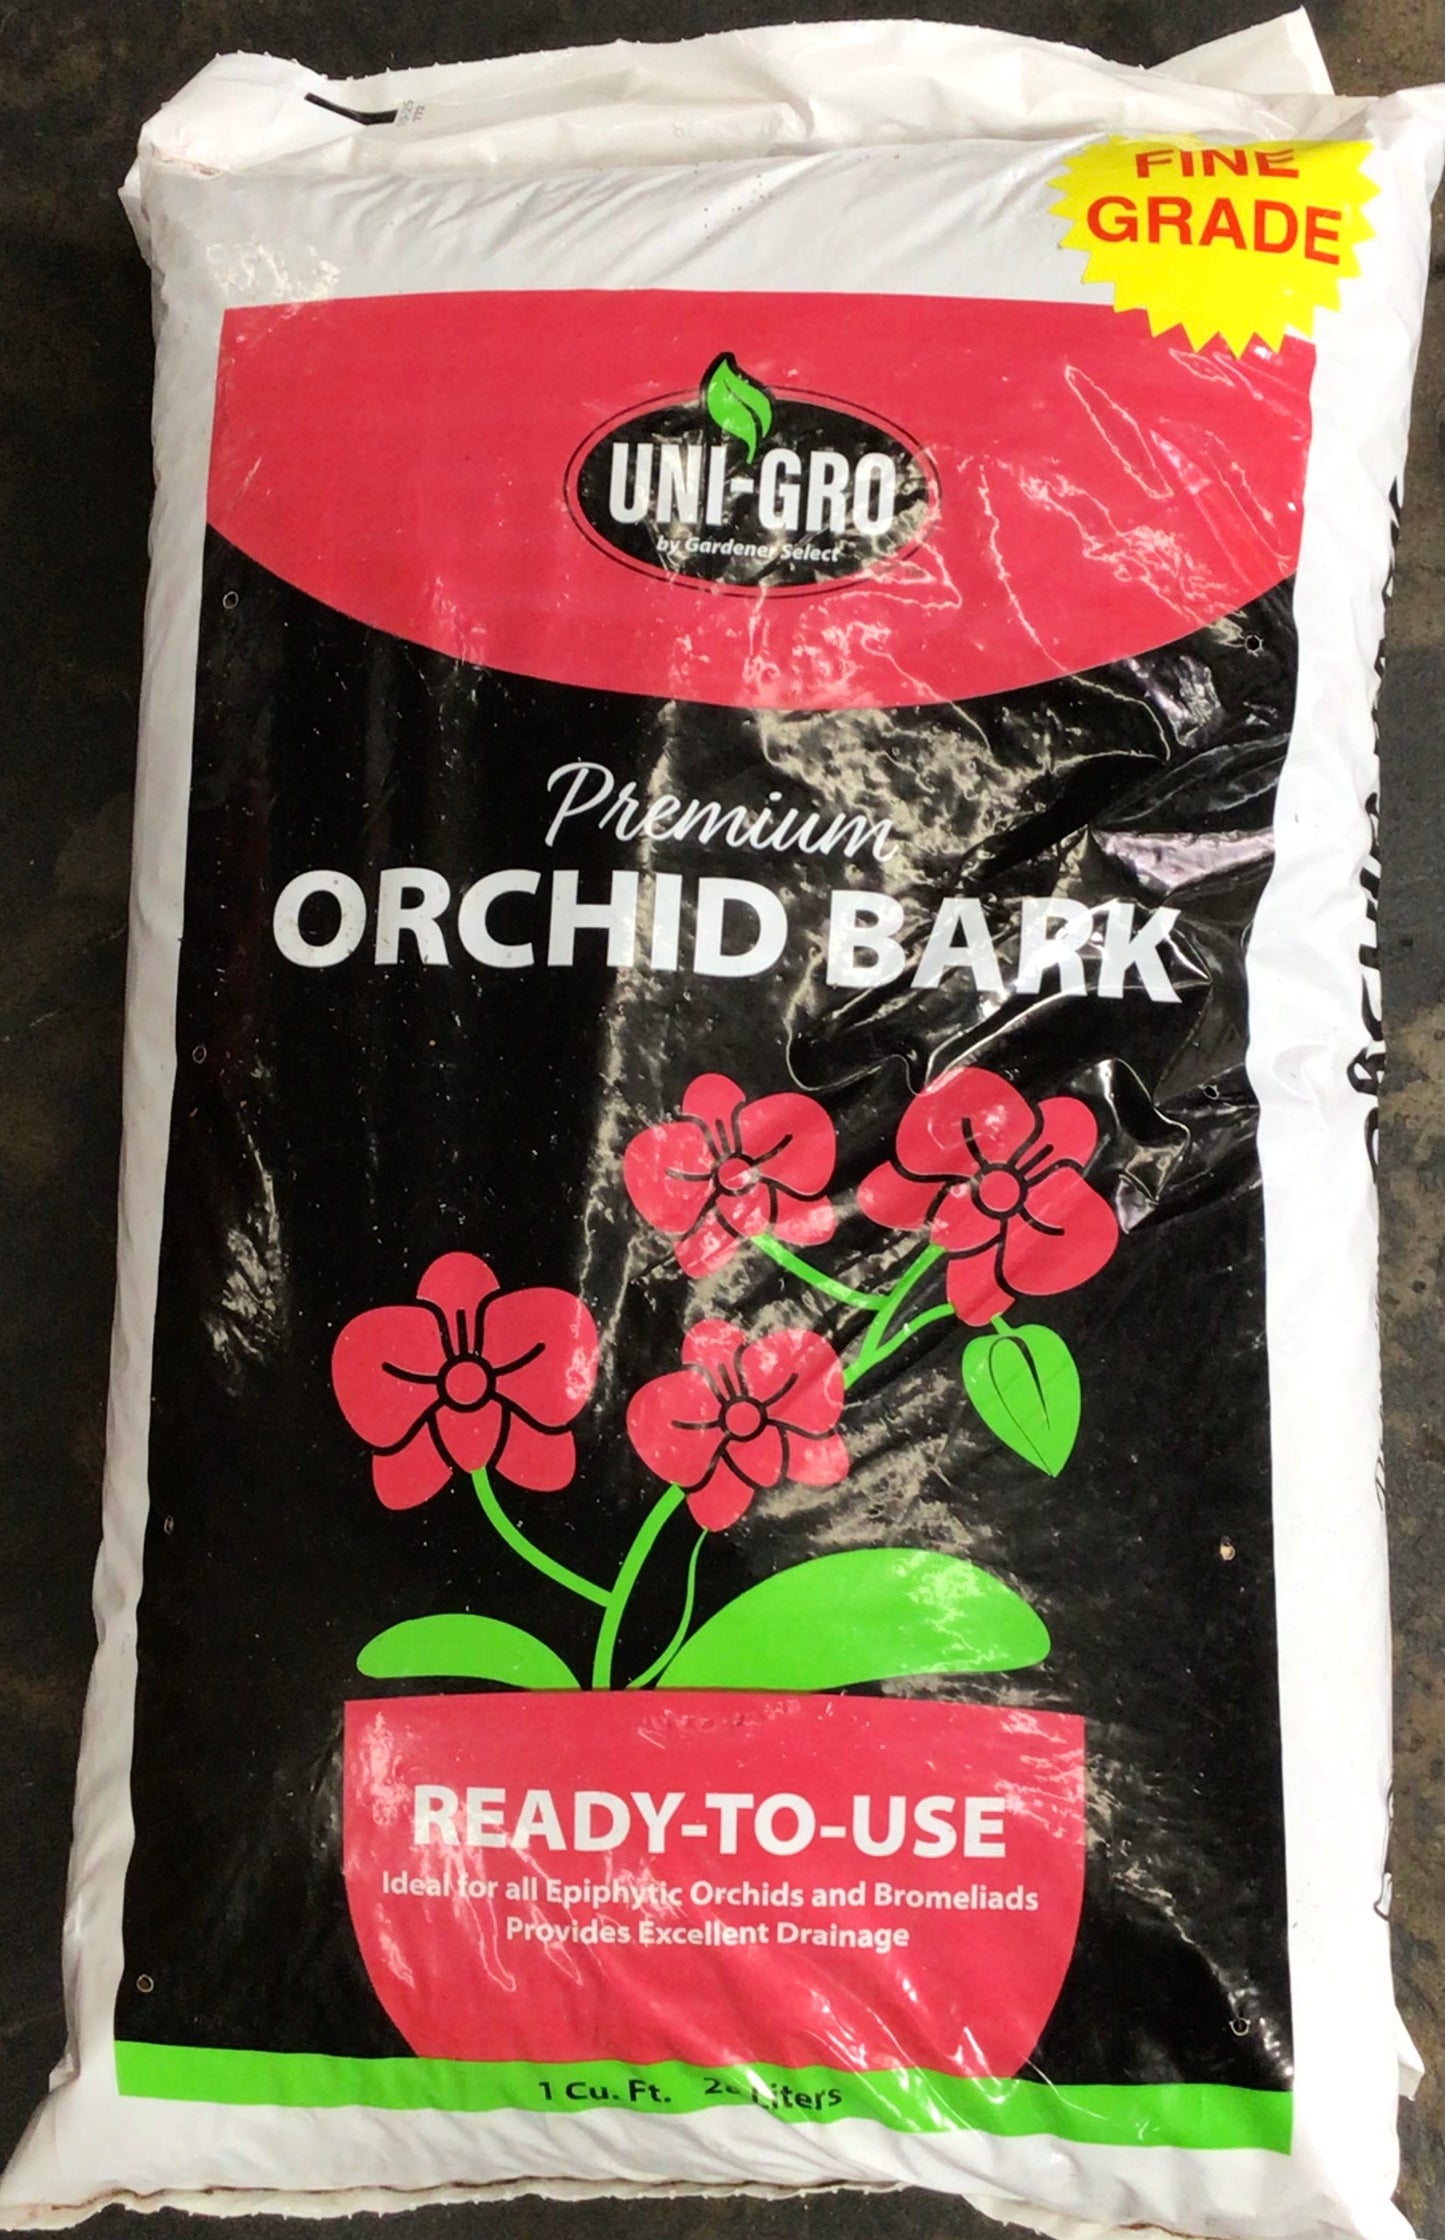 FINE
GRADE
UNI-GRO
by Gardener Select
Premium
ORCHID BARK
READY-TO-USE
Ideal for all Epiphytic Orchids and Bromeliads
Provides Excellent Drainage
1 Cu. Ft. Liters